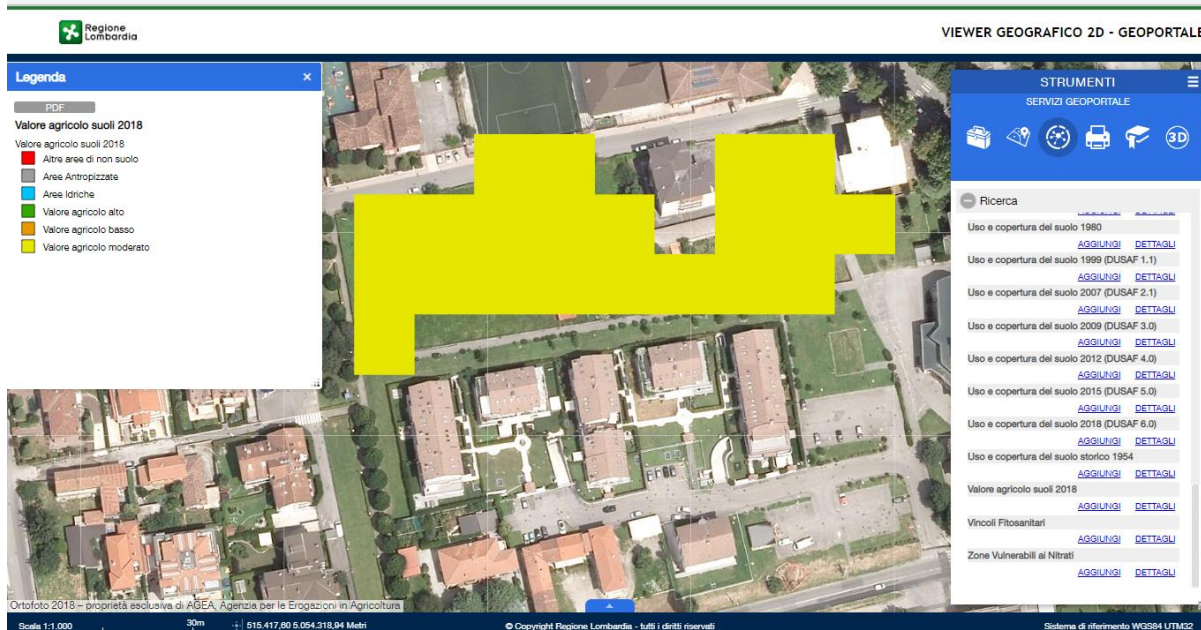 Regione
Lombardia
VIEWER GEOGRAFICO 2D - GEOPORTALE
Legenda
×
PDF
Valore agricolo suoli 2018
Valore agricolo suoli 2018
Altre aree di non suolo
Aree Antropizzate
Aree Idriche
Valore agricolo alto
Valore agricolo basso
Valore agricolo moderato
STRUMENTI
SERVIZI GEOPORTALE
3D
Ricerca
AGGIUNGI DETTAGLI
Uso e copertura del suolo 1980
AGGIUNGI DETTAGLI
Uso e copertura del suolo 1999 (DUSAF 1.1)
AGGIUNGI DETTAGLI
Uso e copertura del suolo 2007 (DUSAF 2.1)
AGGIUNGI DETTAGLI
Uso e copertura del suolo 2009 (DUSAF 3.0)
AGGIUNGI DETTAGLI
Uso e copertura del suolo 2012 (DUSAF 4.0)
AGGIUNGI DETTAGLI
Uso e copertura del suolo 2015 (DUSAF 5.0)
AGGIUNGI DETTAGLI
Uso e copertura del suolo 2018 (DUSAF 6.0)
AGGIUNGI DETTAGLI
Uso e copertura del suolo storico 1954
AGGIUNGI DETTAGLI
Valore agricolo suoli 2018
AGGIUNGI DETTAGLI
Vincoli Fitosanitari
AGGIUNGI DETTAGLI
Zone Vulnerabili ai Nitrati
AGGIUNGI DETTAGLI
Ortofoto 2018 – proprietà esclusiva di AGEA, Agenzia per le Erogazioni in Agricoltura
Scala 1:1.000 30m 515.417,60 5.054.318,94 Metri © Copyright Regione Lombardia - tutti i diritti riservati Sistema di riferimento WGS84 UTM32